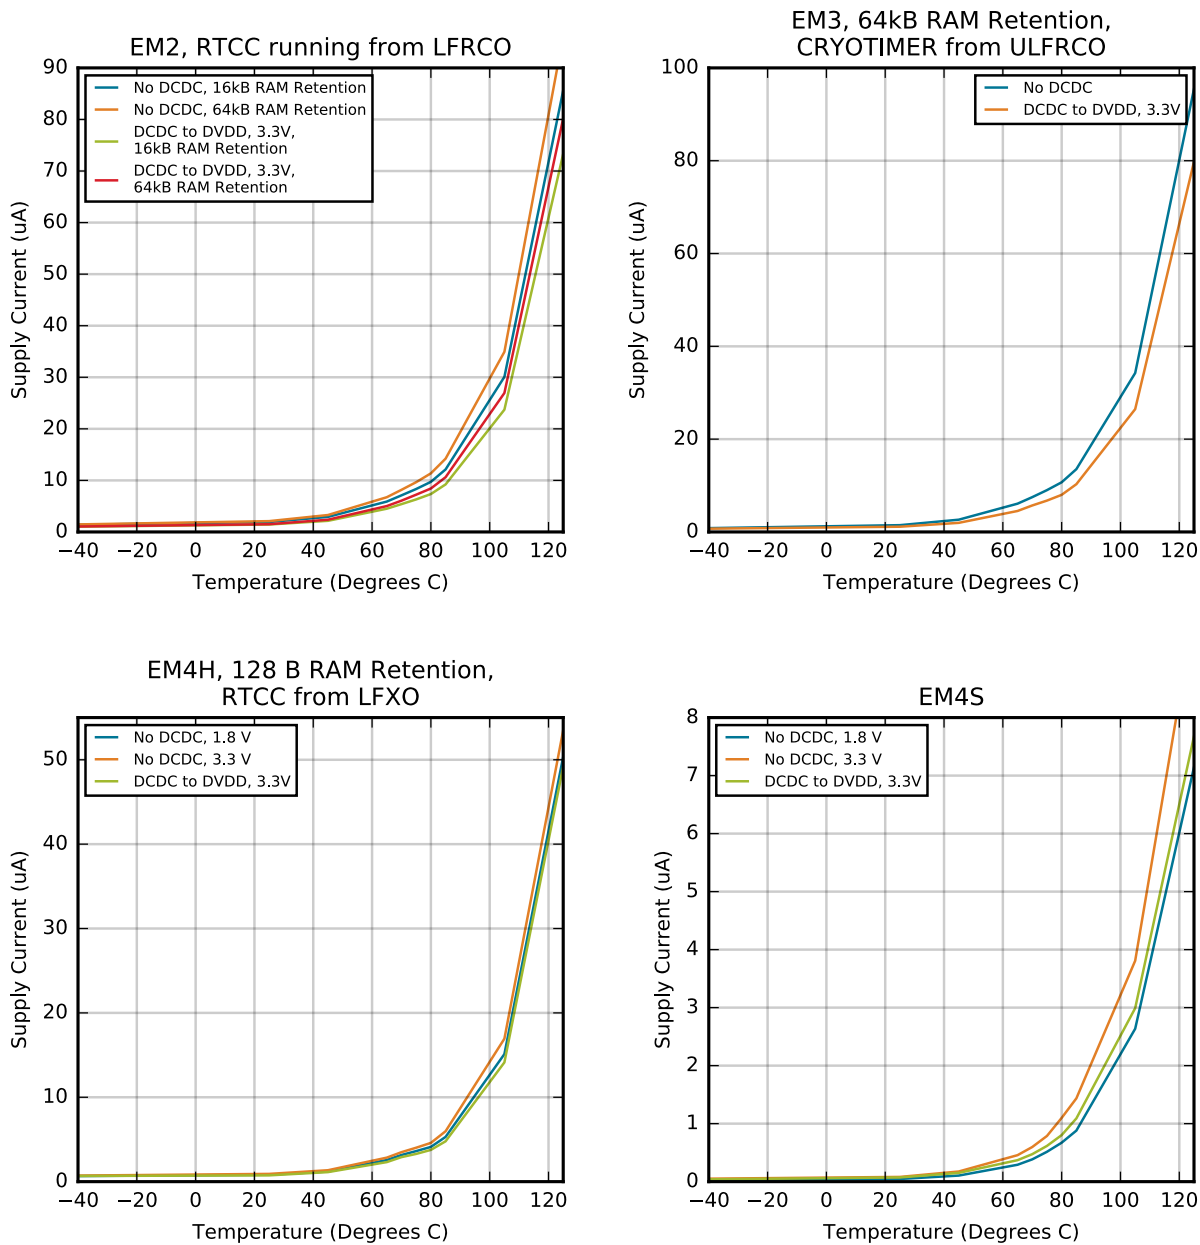 EM2, RTCC running from LFRCO
90
80
70
60
50
40
30
20
10
0
Supply Current (uA)
No DCDC, 16kB RAM Retention
No DCDC, 64kB RAM Retention
DCDC to DVDD, 3.3V,
16kB RAM Retention
DCDC to DVDD, 3.3V,
64kB RAM Retention
−40 −20 0 20 40 60 80 100 120
Temperature (Degrees C)
EM3, 64kB RAM Retention,
CRYOTIMER from ULFRCO
100
80
60
40
20
0
Supply Current (uA)
No DCDC
DCDC to DVDD, 3.3V
−40 −20 0 20 40 60 80 100 120
Temperature (Degrees C)
EM4H, 128 B RAM Retention,
RTCC from LFXO
50
40
30
20
10
0
Supply Current (uA)
No DCDC, 1.8 V
No DCDC, 3.3 V
DCDC to DVDD, 3.3V
−40 −20 0 20 40 60 80 100 120
Temperature (Degrees C)
EM4S
8
7
6
5
4
3
2
1
0
Supply Current (uA)
No DCDC, 1.8 V
No DCDC, 3.3 V
DCDC to DVDD, 3.3V
−40 −20 0 20 40 60 80 100 120
Temperature (Degrees C)